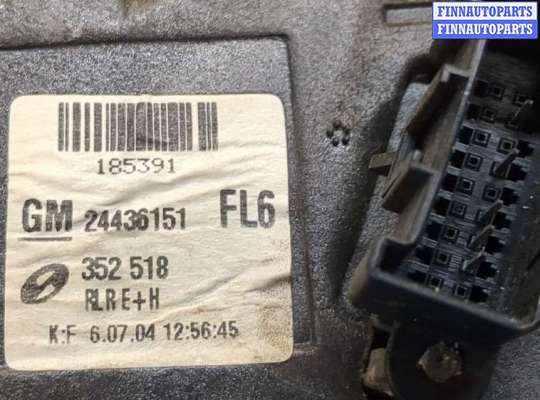 FINNAUTOPARTS
FINNAUTOPARTS
185391
GM 24436151 FL6
352 518
RLR E+H
K:F 6.07.04 12:56:45